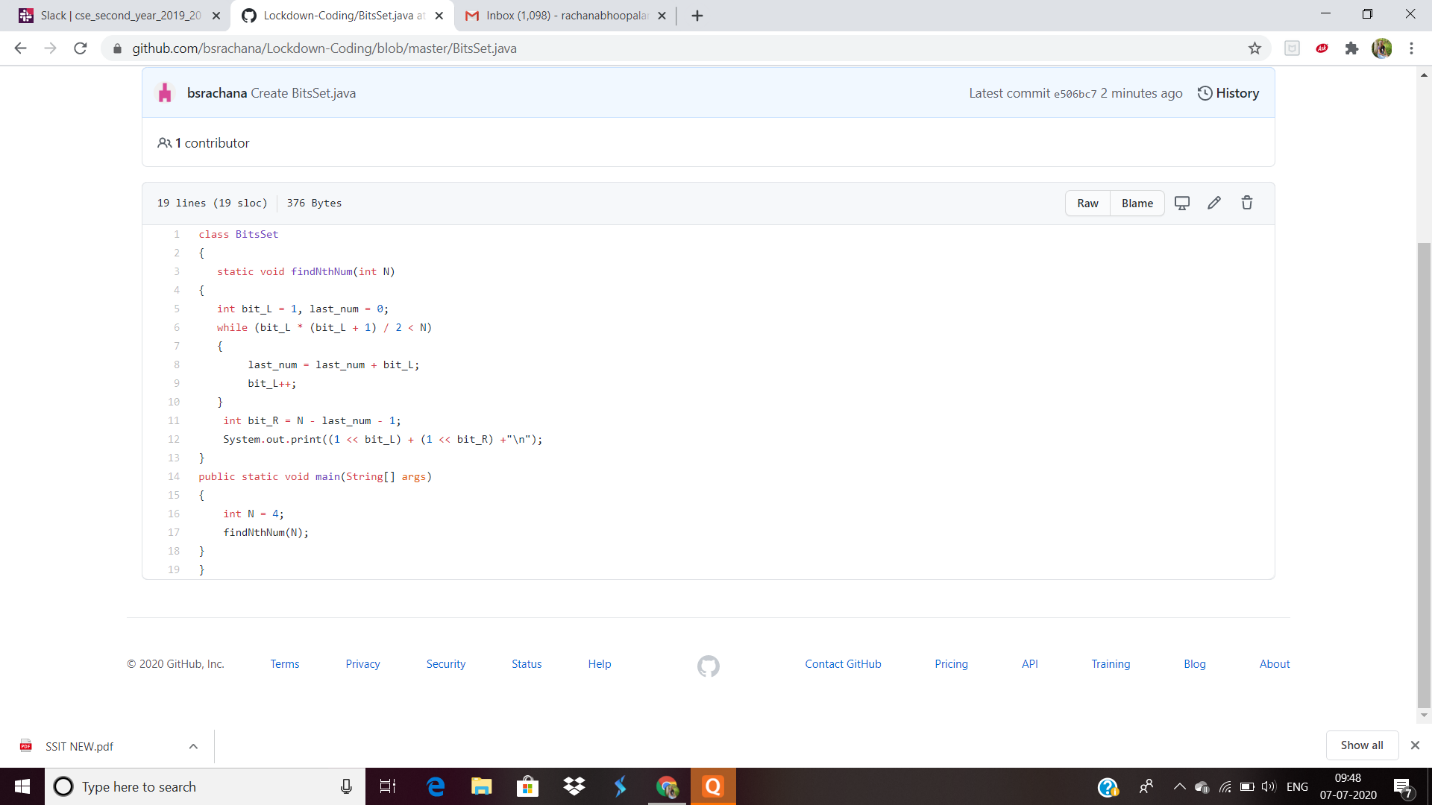 Slack | cse_second_year_2019_20
Lockdown-Coding/BitsSet.java at
Inbox (1,098) - rachanabhoopalan
github.com/bsrachana/Lockdown-Coding/blob/master/BitsSet.java
bsrachana Create BitsSet.java
Latest commit e506bc7 2 minutes ago
History
1 contributor
19 lines (19 sloc) 376 Bytes
Raw Blame
1 class BitsSet
2 {
3 static void findNthNum(int N)
4 {
5 int bit_L = 1, last_num = 0;
6 while (bit_L * (bit_L + 1) / 2 < N)
7 {
8 last_num = last_num + bit_L;
9 bit_L++;
10 }
11 int bit_R = N - last_num - 1;
12 System.out.print((1 << bit_L) + (1 << bit_R) +"\n");
13 }
14 public static void main(String[] args)
15 {
16 int N = 4;
17 findNthNum(N);
18 }
19 }
© 2020 GitHub, Inc. Terms Privacy Security Status Help Contact GitHub Pricing API Training Blog About
SSIT NEW.pdf
Show all
Type here to search
ENG
09:48
07-07-2020
7